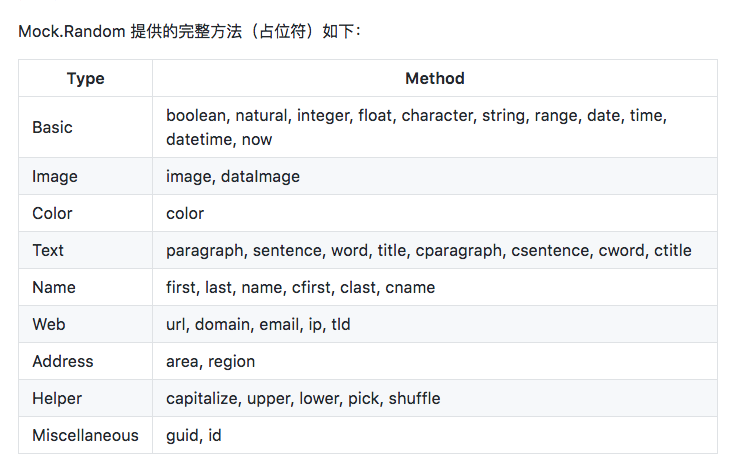 Mock.Random 提供的完整方法（占位符）如下：
Type Method
Basic boolean, natural, integer, float, character, string, range, date, time,
datetime, now
Image image, dataImage
Color color
Text paragraph, sentence, word, title, cparagraph, csentence, cword, ctitle
Name first, last, name, cfirst, clast, cname
Web url, domain, email, ip, tld
Address area, region
Helper capitalize, upper, lower, pick, shuffle
Miscellaneous guid, id